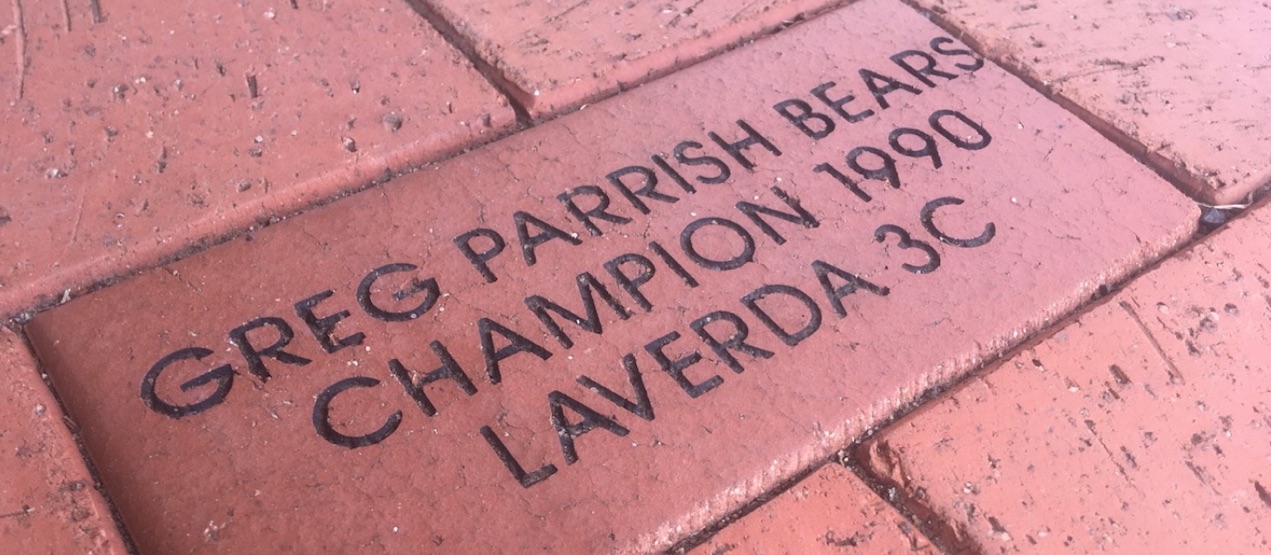 GREG PARRISH BEARS
CHAMPION 1990
LAVERDA 3C